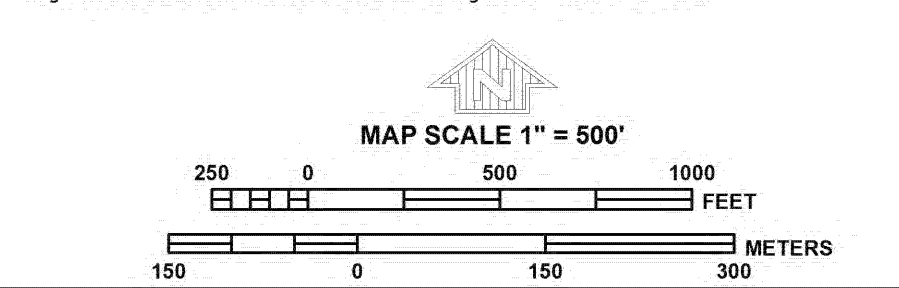 N
MAP SCALE 1" = 500'
250 0 500 1000
FEET
METERS
150 0 150 300